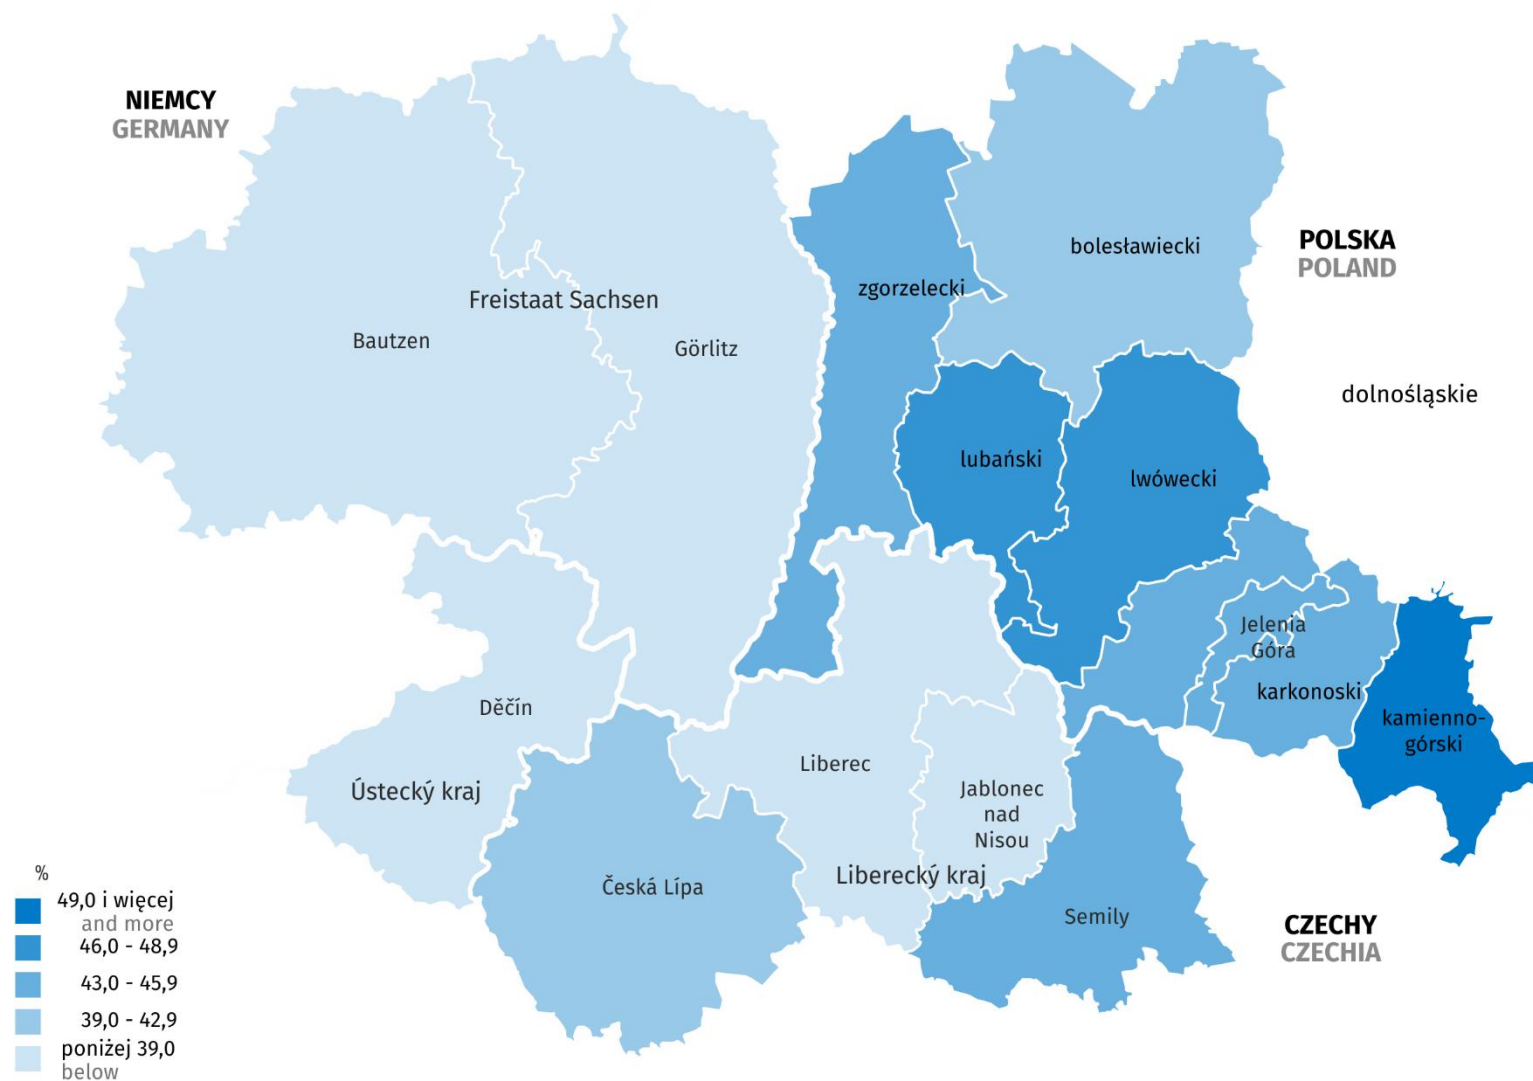 NIEMCY
GERMANY
POLSKA
POLAND
bolesławiecki
zgorzelecki
Freistaat Sachsen
Bautzen
Görlitz
dolnośląskie
lubański
lwówecki
Jelenia
Góra
karkonoski
Děčín
kamienno-
górski
Liberec
Ústecký kraj
Jablonec
nad
Nisou
Liberecký kraj
Česká Lípa
Semily
CZECHY
CZECHIA
%
49,0 i więcej
and more
46,0 - 48,9
43,0 - 45,9
39,0 - 42,9
poniżej 39,0
below